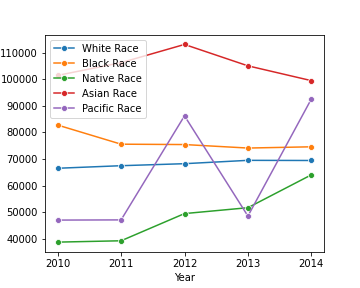 White Race
Black Race
Native Race
Asian Race
Pacific Race
110000
100000
90000
80000
70000
60000
50000
40000
2010 2011 2012 2013 2014
Year